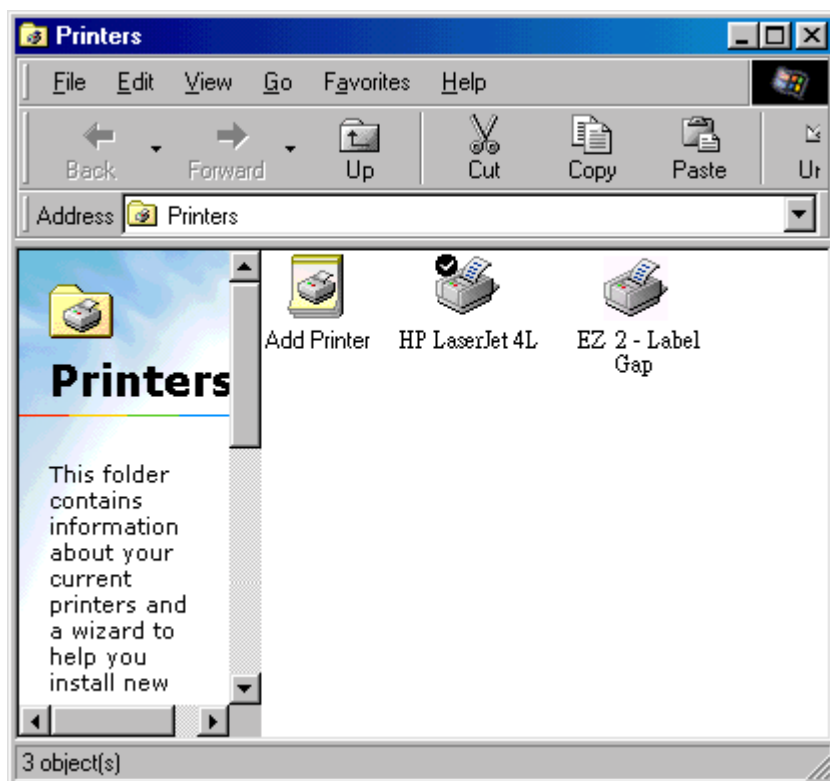 Printers
File Edit View Go Favorites Help
Back Forward Up Cut Copy Paste
Address Printers
Printers
This folder
contains
information
about your
current
printers and
a wizard to
help you
install new
Add Printer
HP LaserJet 4L
EZ 2 - Label
Gap
3 object(s)